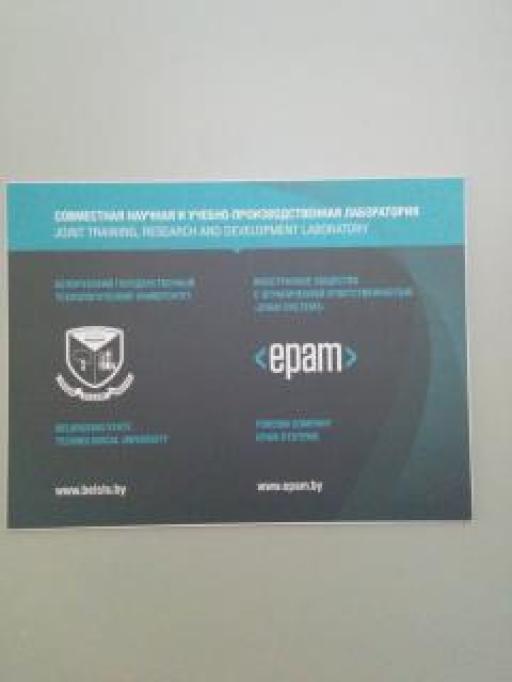 СОВМЕСТНАЯ НАУЧНАЯ И УЧЕБНО-ПРОИЗВОДСТВЕННАЯ ЛАБОРАТОРИЯ
JOINT TRAINING, RESEARCH AND DEVELOPMENT LABORATORY
БЕЛОРУССКИЙ ГОСУДАРСТВЕННЫЙ
ТЕХНОЛОГИЧЕСКИЙ УНИВЕРСИТЕТ
ИНОСТРАННОЕ ОБЩЕСТВО
С ОГРАНИЧЕННОЙ ОТВЕТСТВЕННОСТЬЮ
«ЭПАМ СИСТЕМЗ»
<epam>
BELARUSIAN STATE
TECHNOLOGICAL UNIVERSITY
FOREIGN COMPANY
EPAM SYSTEMS
www.belstu.by
www.epam.by